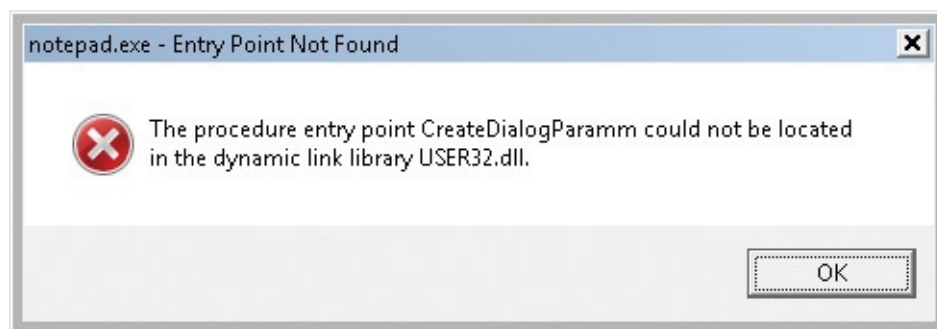 notepad.exe - Entry Point Not Found
The procedure entry point CreateDialogParamm could not be located
in the dynamic link library USER32.dll.
OK